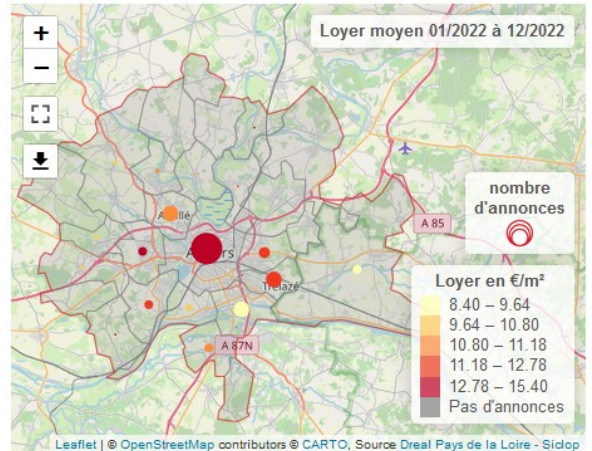 +
−
Loyer moyen 01/2022 à 12/2022
A 85
nombre
d'annonces
Trélazé
A 87N
Loyer en €/m²
8.40 – 9.64
9.64 – 10.80
10.80 – 11.18
11.18 – 12.78
12.78 – 15.40
Pas d'annonces
Leaflet | © OpenStreetMap contributors © CARTO, Source Dreal Pays de la Loire - Siclop